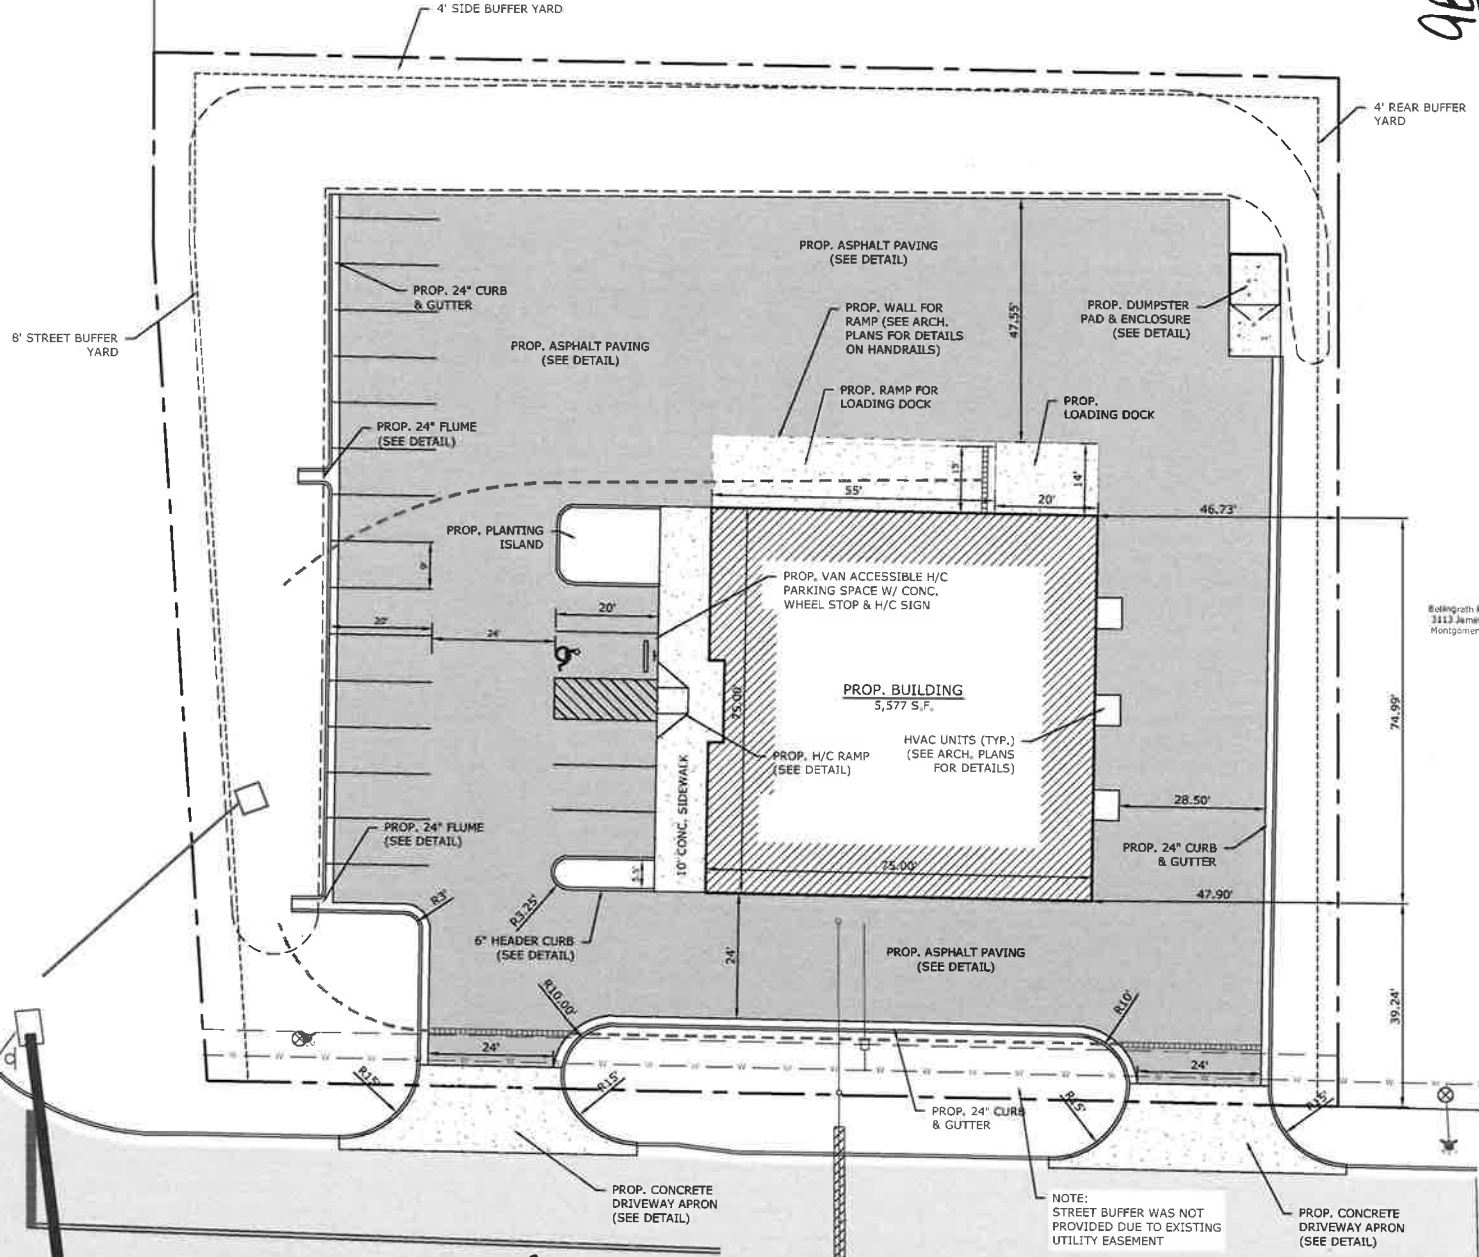 4' SIDE BUFFER YARD
4' REAR BUFFER
YARD
8' STREET BUFFER
YARD
PROP. 24" CURB
& GUTTER
PROP. ASPHALT PAVING
(SEE DETAIL)
PROP. ASPHALT PAVING
(SEE DETAIL)
PROP. WALL FOR
RAMP (SEE ARCH.
PLANS FOR DETAILS
ON HANDRAILS)
47.55'
PROP. DUMPSTER
PAD & ENCLOSURE
(SEE DETAIL)
PROP. RAMP FOR
LOADING DOCK
PROP.
LOADING DOCK
PROP. 24" FLUME
(SEE DETAIL)
55'
20'
14'
46.73'
PROP. PLANTING
ISLAND
9'
20'
20'
24'
PROP. VAN ACCESSIBLE H/C
PARKING SPACE W/ CONC.
WHEEL STOP & H/C SIGN
PROP. BUILDING
5,577 S.F.
75.00'
74.99'
HVAC UNITS (TYP.)
(SEE ARCH. PLANS
FOR DETAILS)
PROP. H/C RAMP
(SEE DETAIL)
10' CONC. SIDEWALK
28.50'
PROP. 24" FLUME
(SEE DETAIL)
PROP. 24" CURB
& GUTTER
75.00'
47.90'
R3'
R3.25'
6" HEADER CURB
(SEE DETAIL)
24'
PROP. ASPHALT PAVING
(SEE DETAIL)
R10.00'
R10'
39.24'
24'
24'
W W W W W
R15'
R15'
R15'
R15'
PROP. 24" CURB
& GUTTER
PROP. CONCRETE
DRIVEWAY APRON
(SEE DETAIL)
NOTE:
STREET BUFFER WAS NOT
PROVIDED DUE TO EXISTING
UTILITY EASEMENT
PROP. CONCRETE
DRIVEWAY APRON
(SEE DETAIL)